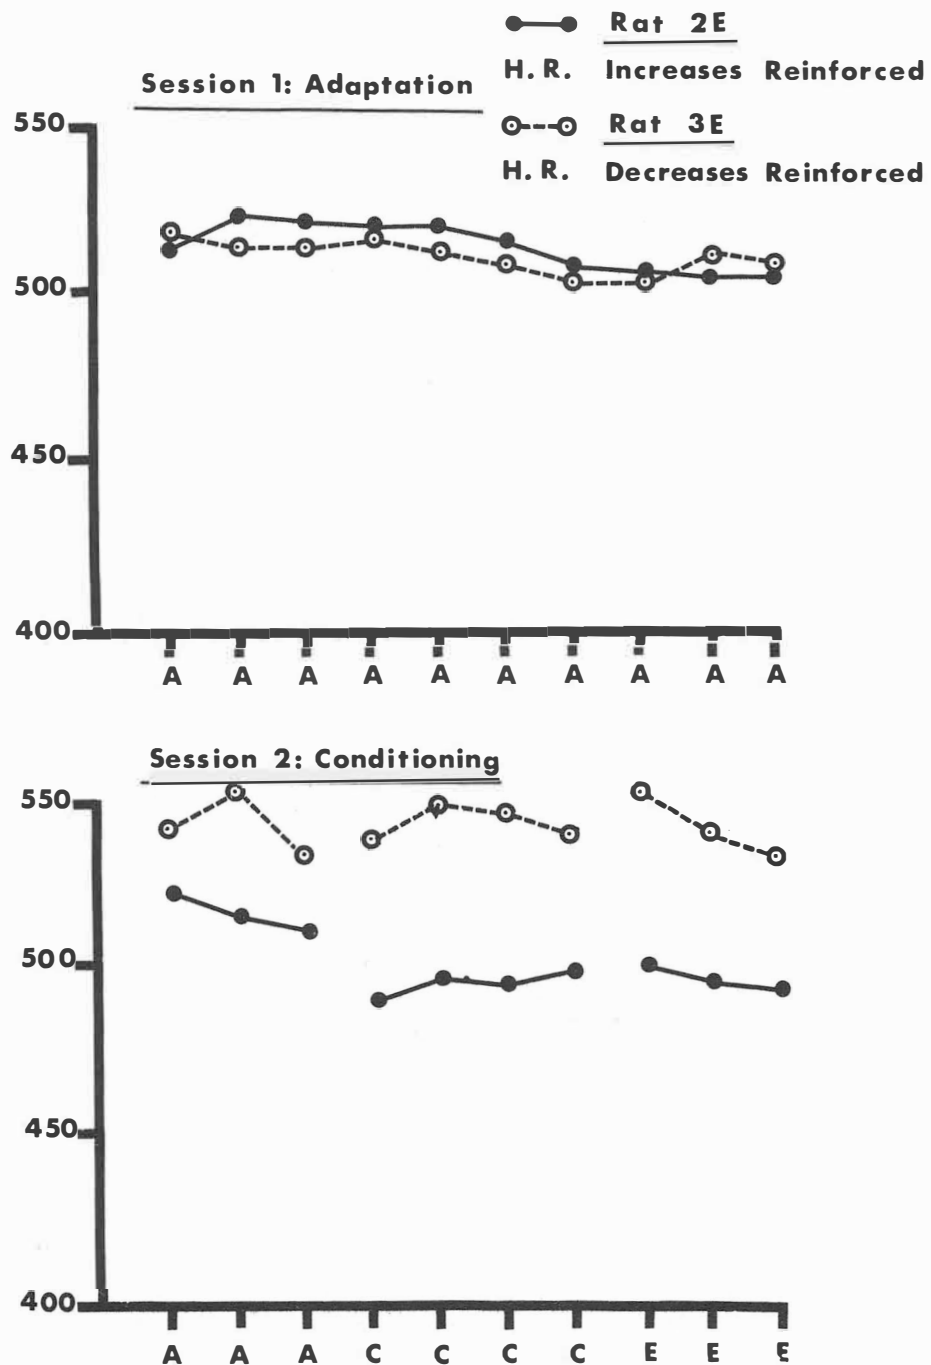 Rat 2E
H.R. Increases Reinforced
Session 1: Adaptation
Rat 3E
H.R. Decreases Reinforced
550
500
450
400
A A A A A A A A A A
Session 2: Conditioning
550
500
450
400
A A A C C C C E E E